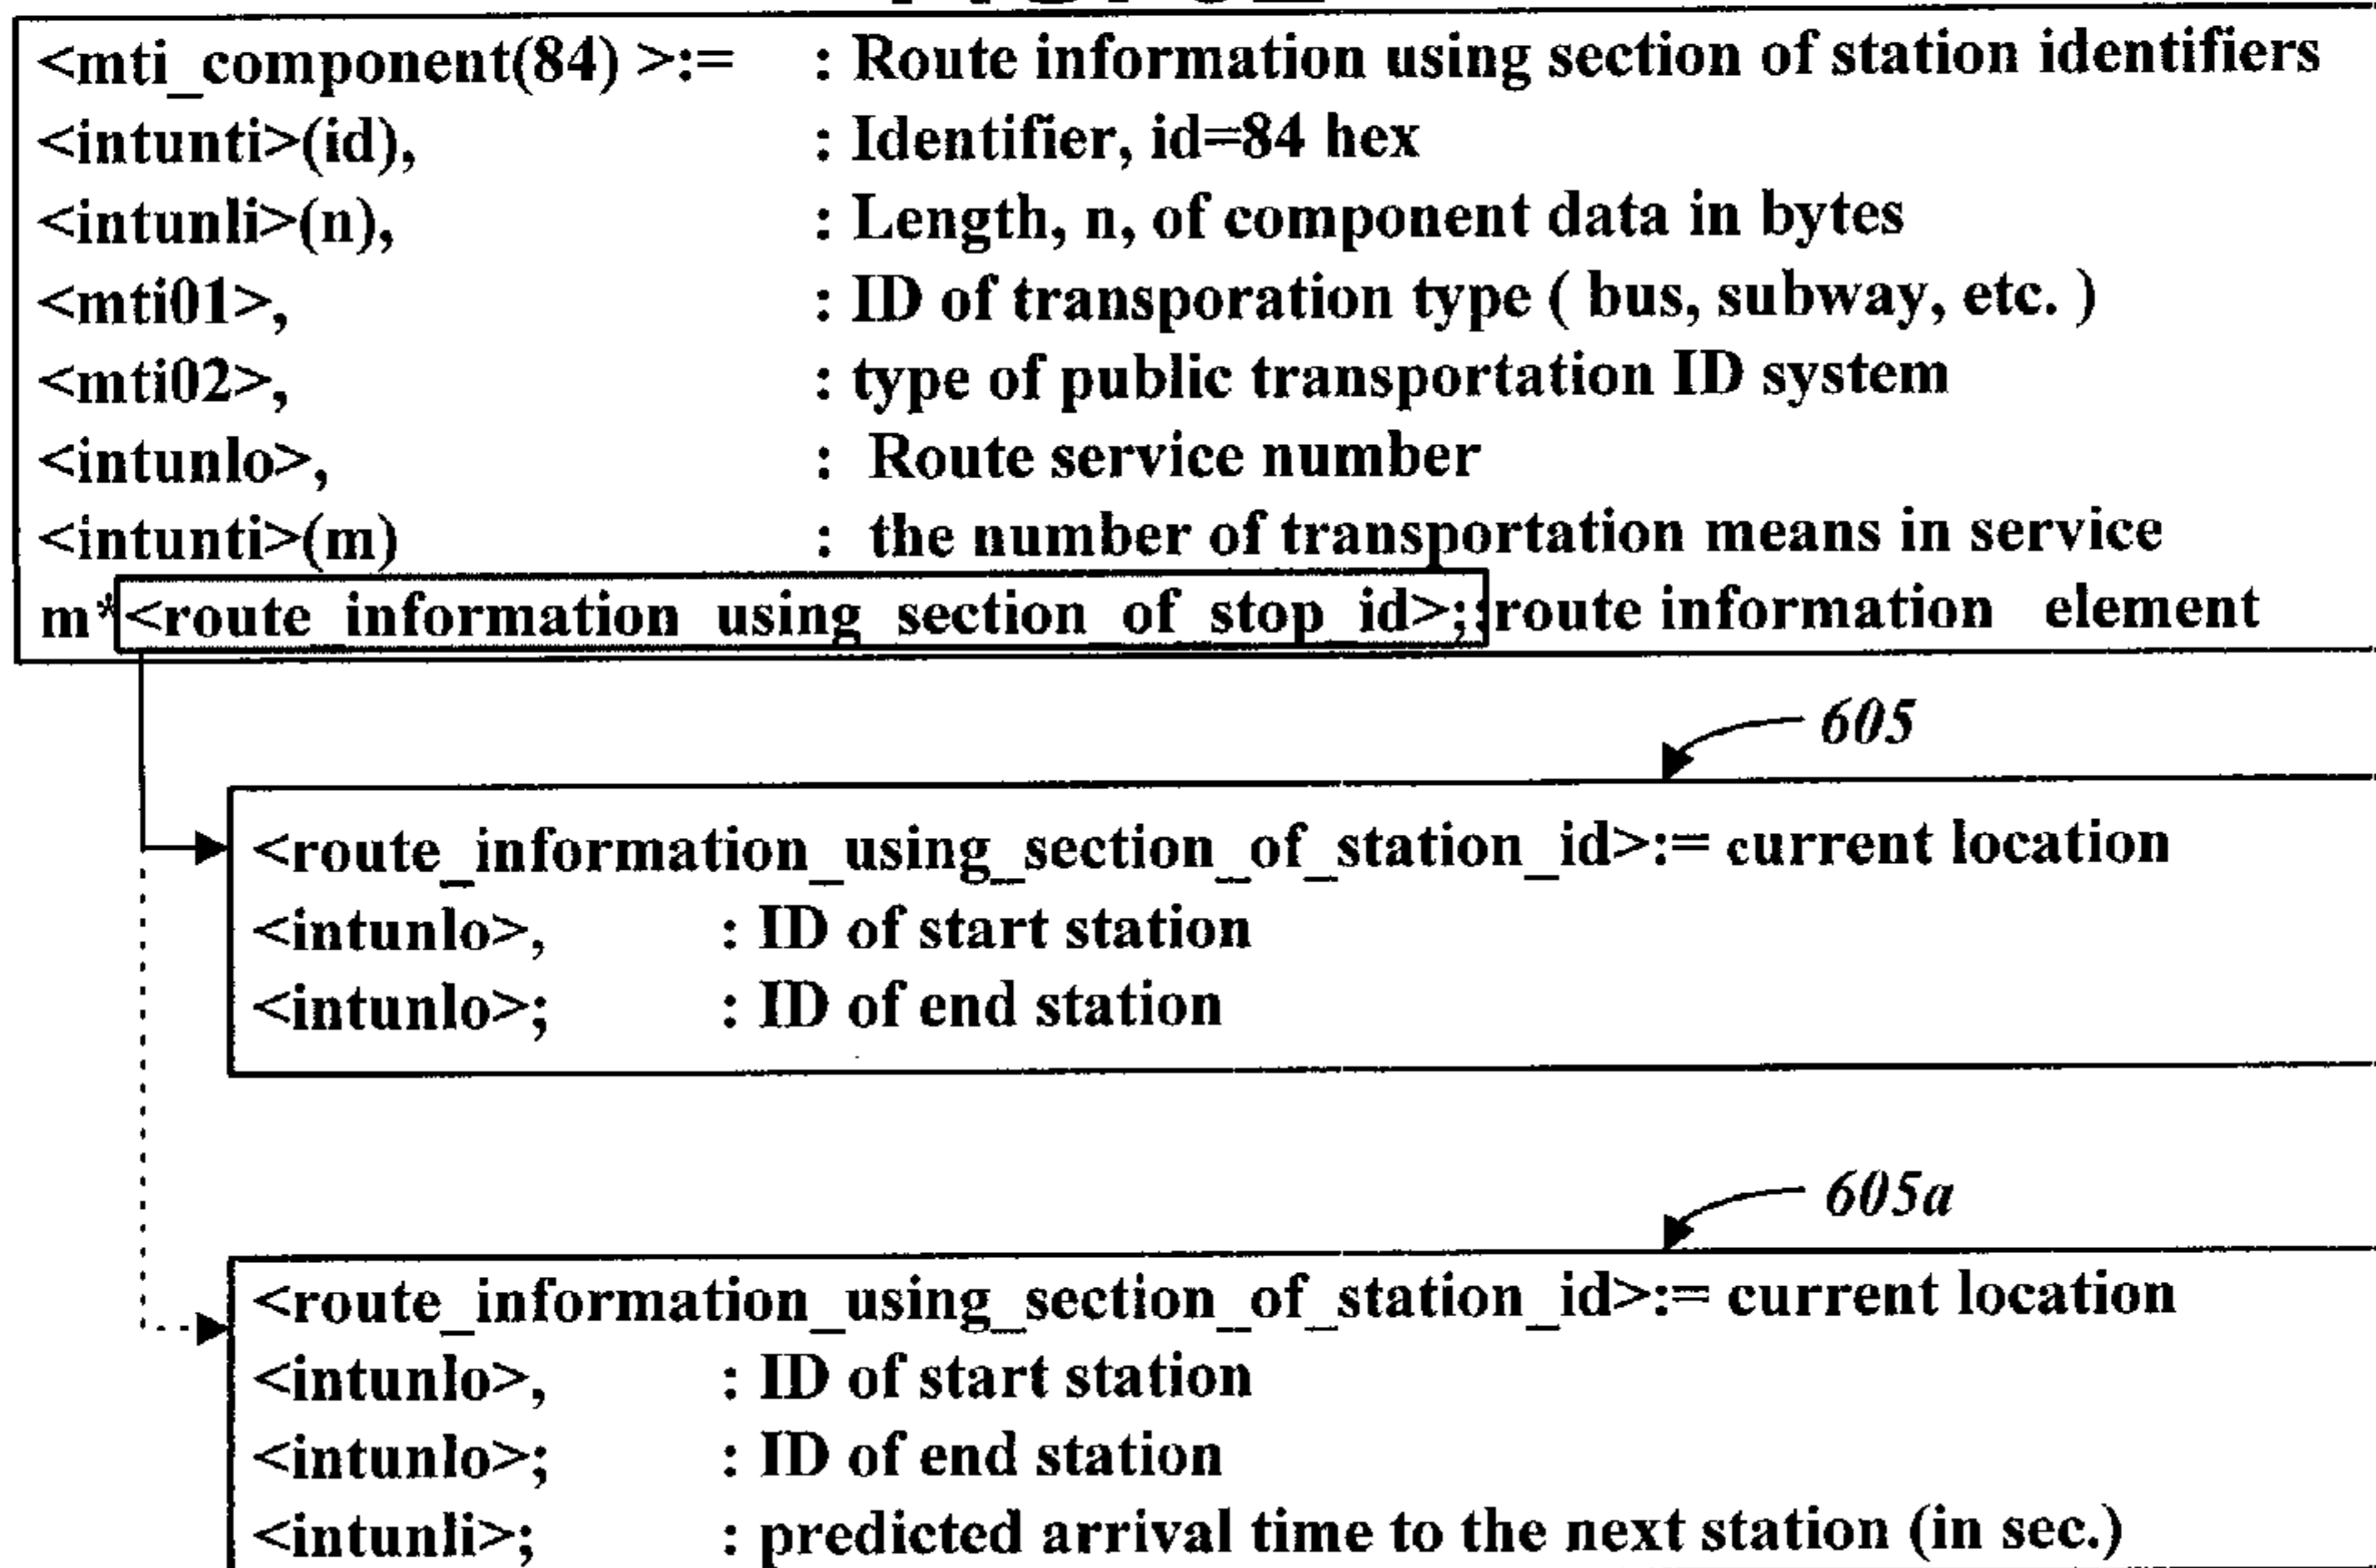 <mti_component(84) >:= : Route information using section of station identifiers
<intunti>(id), : Identifier, id=84 hex
<intunli>(n), : Length, n, of component data in bytes
<mti01>, : ID of transporation type ( bus, subway, etc. )
<mti02>, : type of public transportation ID system
<intunlo>, : Route service number
<intunti>(m) : the number of transportation means in service
m*<route_information_using_section_of_stop_id>;:route information element
605
<route_information_using_section_of_station_id>:= current location
<intunlo>, : ID of start station
<intunlo>; : ID of end station
605a
<route_information_using_section_of_station_id>:= current location
<intunlo>, : ID of start station
<intunlo>; : ID of end station
<intunli>; : predicted arrival time to the next station (in sec.)